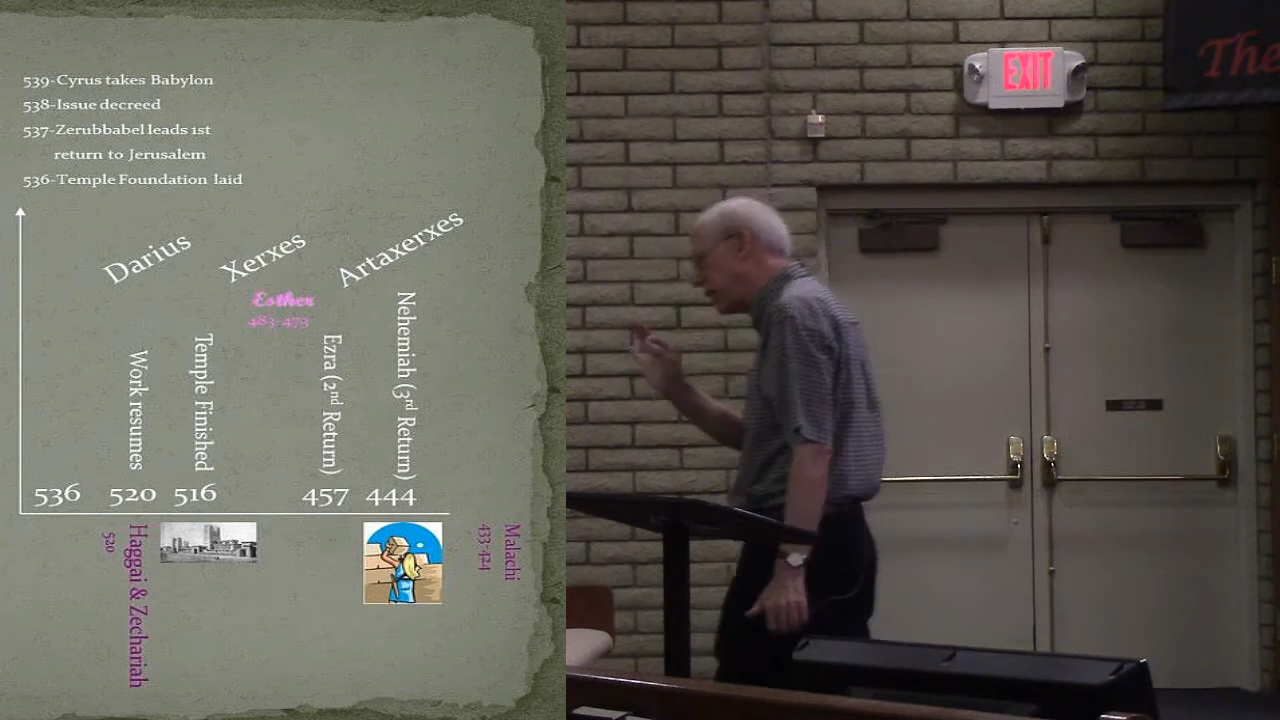 539-Cyrus takes Babylon
538-Issue decreed
537-Zerubbabel leads 1st
return to Jerusalem
536-Temple Foundation laid
Darius
Xerxes
Artaxerxes
Esther
483-473
Work resumes
Temple Finished
Ezra (2nd Return)
Nehemiah (3rd Return)
536
520
516
457
444
Haggai & Zechariah
520
Malachi
433-424
EXIT
The